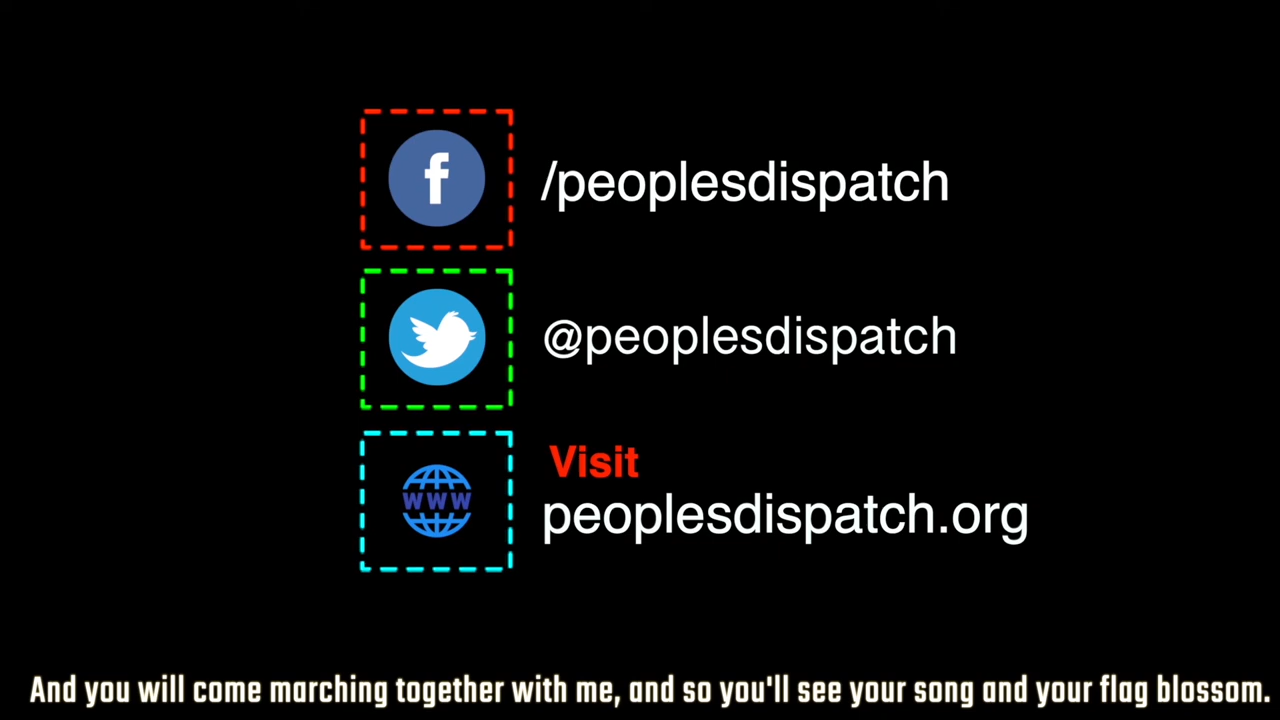 f
/peoplesdispatch
@peoplesdispatch
Visit
www
peoplesdispatch.org
And you will come marching together with me, and so you'll see your song and your flag blossom.